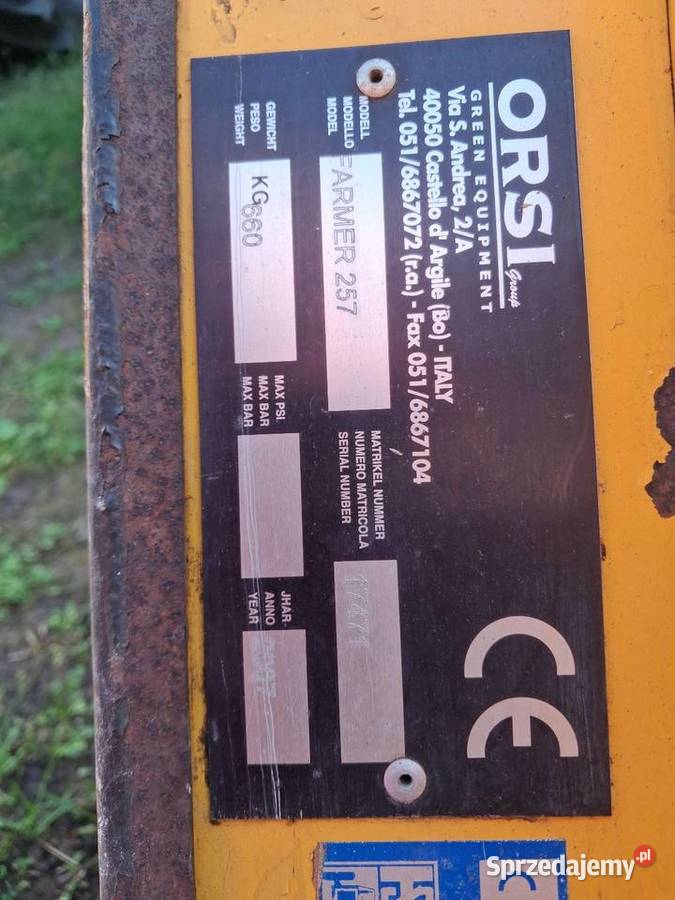 ORSI
Group
GREEN EQUIPMENT
Via S. Andrea, 2/A
40050 Castello d'Argile (Bo) - ITALY
Tel. 051/6867072 (r.a.) - Fax 051/6867104
MODELL
MODELLO
MODEL
FARMER 257
MATRIKEL NUMMER
NUMERO MATRICOLA
SERIAL NUMBER
GEWICHT
PESO
WEIGHT
KG 660
MAX PSI
MAX BAR
MAX BAR
JHAR-
ANNO
YEAR
2007
CE
Sprzedajemy.pl